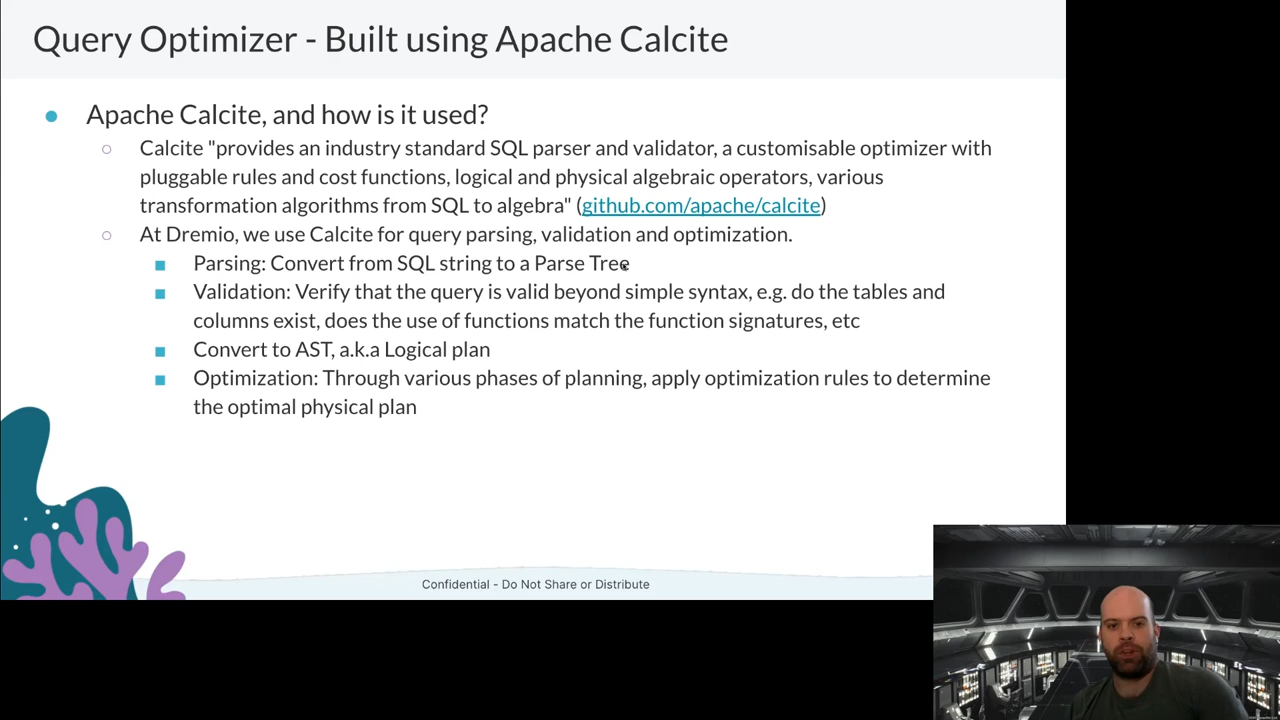 Query Optimizer - Built using Apache Calcite
Apache Calcite, and how is it used?
Calcite "provides an industry standard SQL parser and validator, a customisable optimizer with
pluggable rules and cost functions, logical and physical algebraic operators, various
transformation algorithms from SQL to algebra" (github.com/apache/calcite)
At Dremio, we use Calcite for query parsing, validation and optimization.
Parsing: Convert from SQL string to a Parse Tree
Validation: Verify that the query is valid beyond simple syntax, e.g. do the tables and
columns exist, does the use of functions match the function signatures, etc
Convert to AST, a.k.a Logical plan
Optimization: Through various phases of planning, apply optimization rules to determine
the optimal physical plan
Confidential - Do Not Share or Distribute